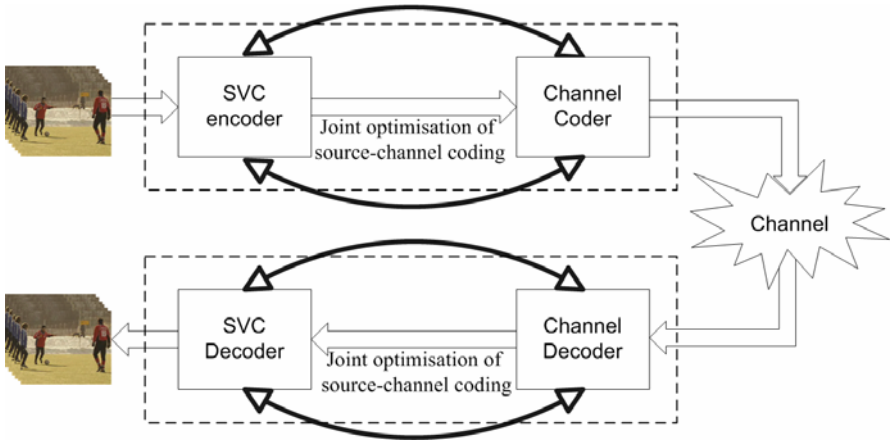 SVC
encoder
Joint optimisation of
source-channel coding
Channel
Coder
Channel
SVC
Decoder
Joint optimisation of
source-channel coding
Channel
Decoder